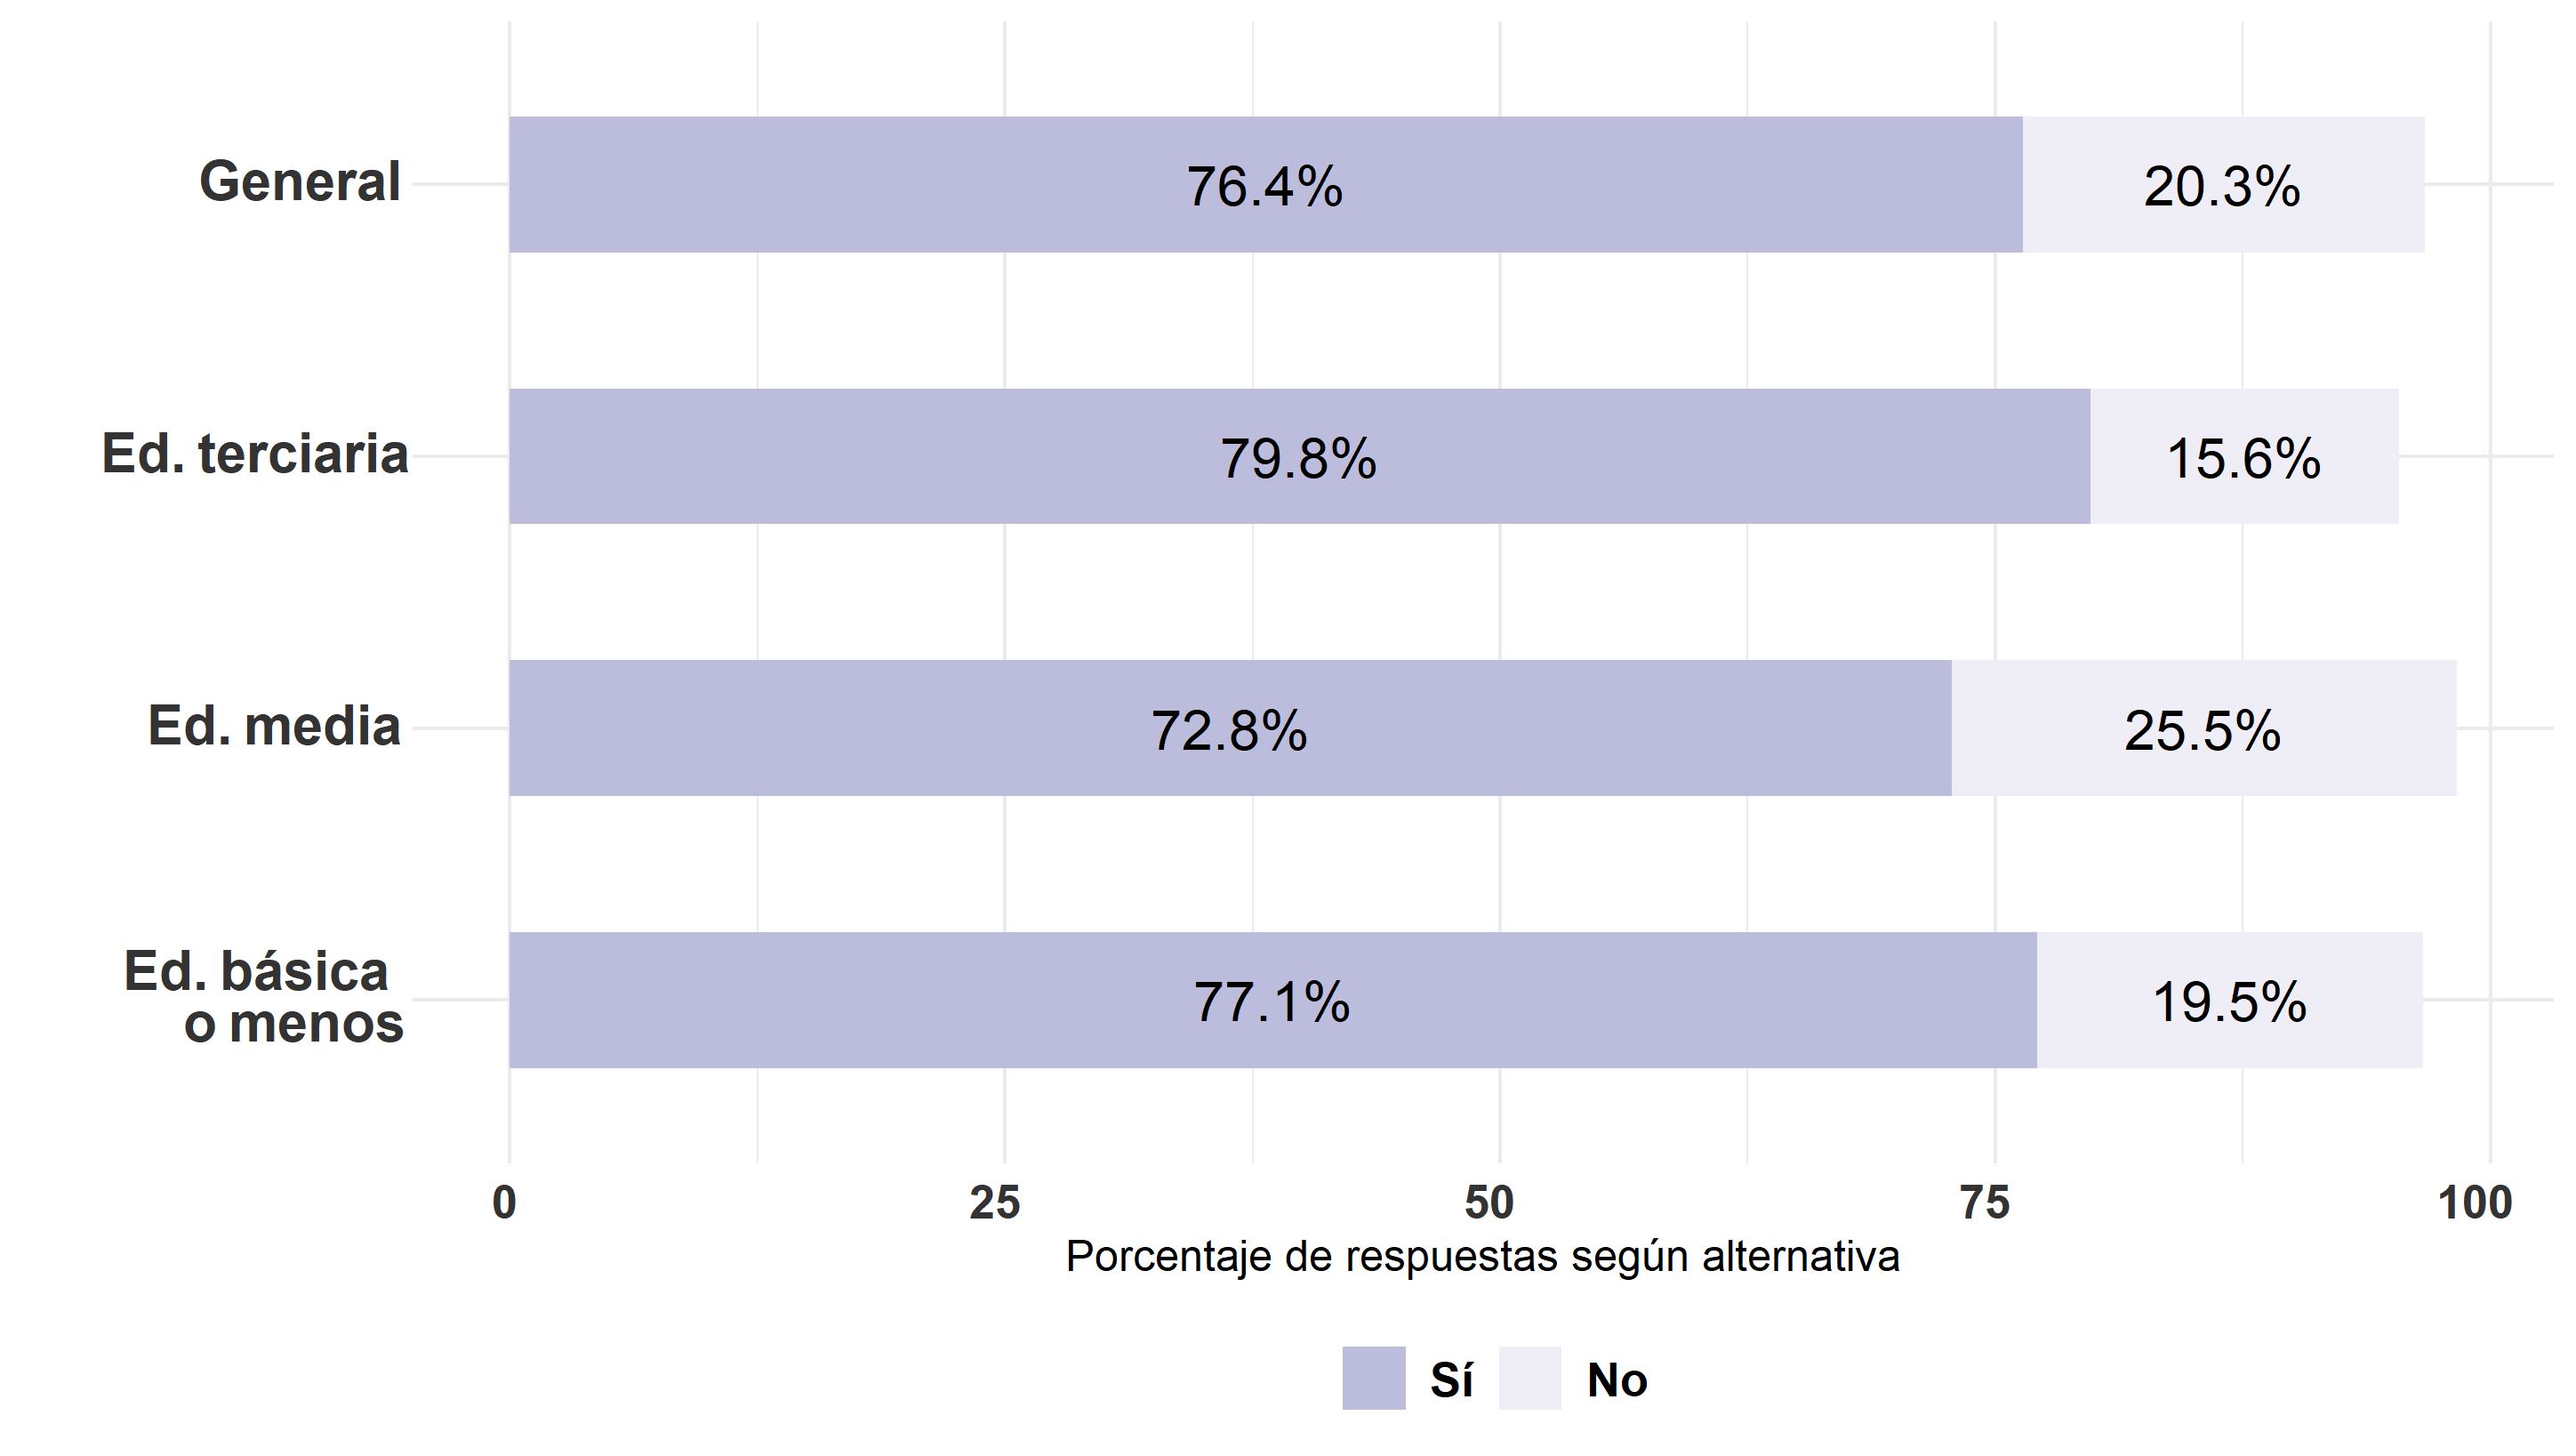 General
76.4%
20.3%
Ed. terciaria
79.8%
15.6%
Ed. media
72.8%
25.5%
Ed. básica
o menos
77.1%
19.5%
0
25
50
75
100
Porcentaje de respuestas según alternativa
Sí
No